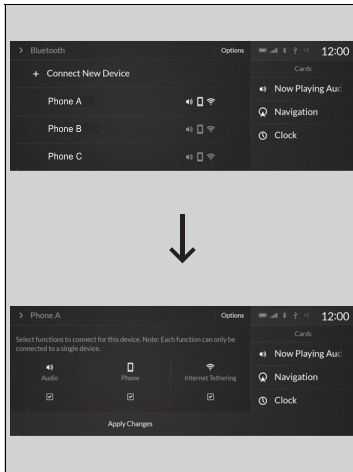 Bluetooth
Options
12:00
Cards
+ Connect New Device
Now Playing Aud
Phone A
Navigation
Phone B
Clock
Phone C
Phone A
Options
12:00
Cards
Select functions to connect for this device. Note: Each function can only be
connected to a single device.
Now Playing Aud
Audio
Phone
Internet Tethering
Navigation
Clock
Apply Changes